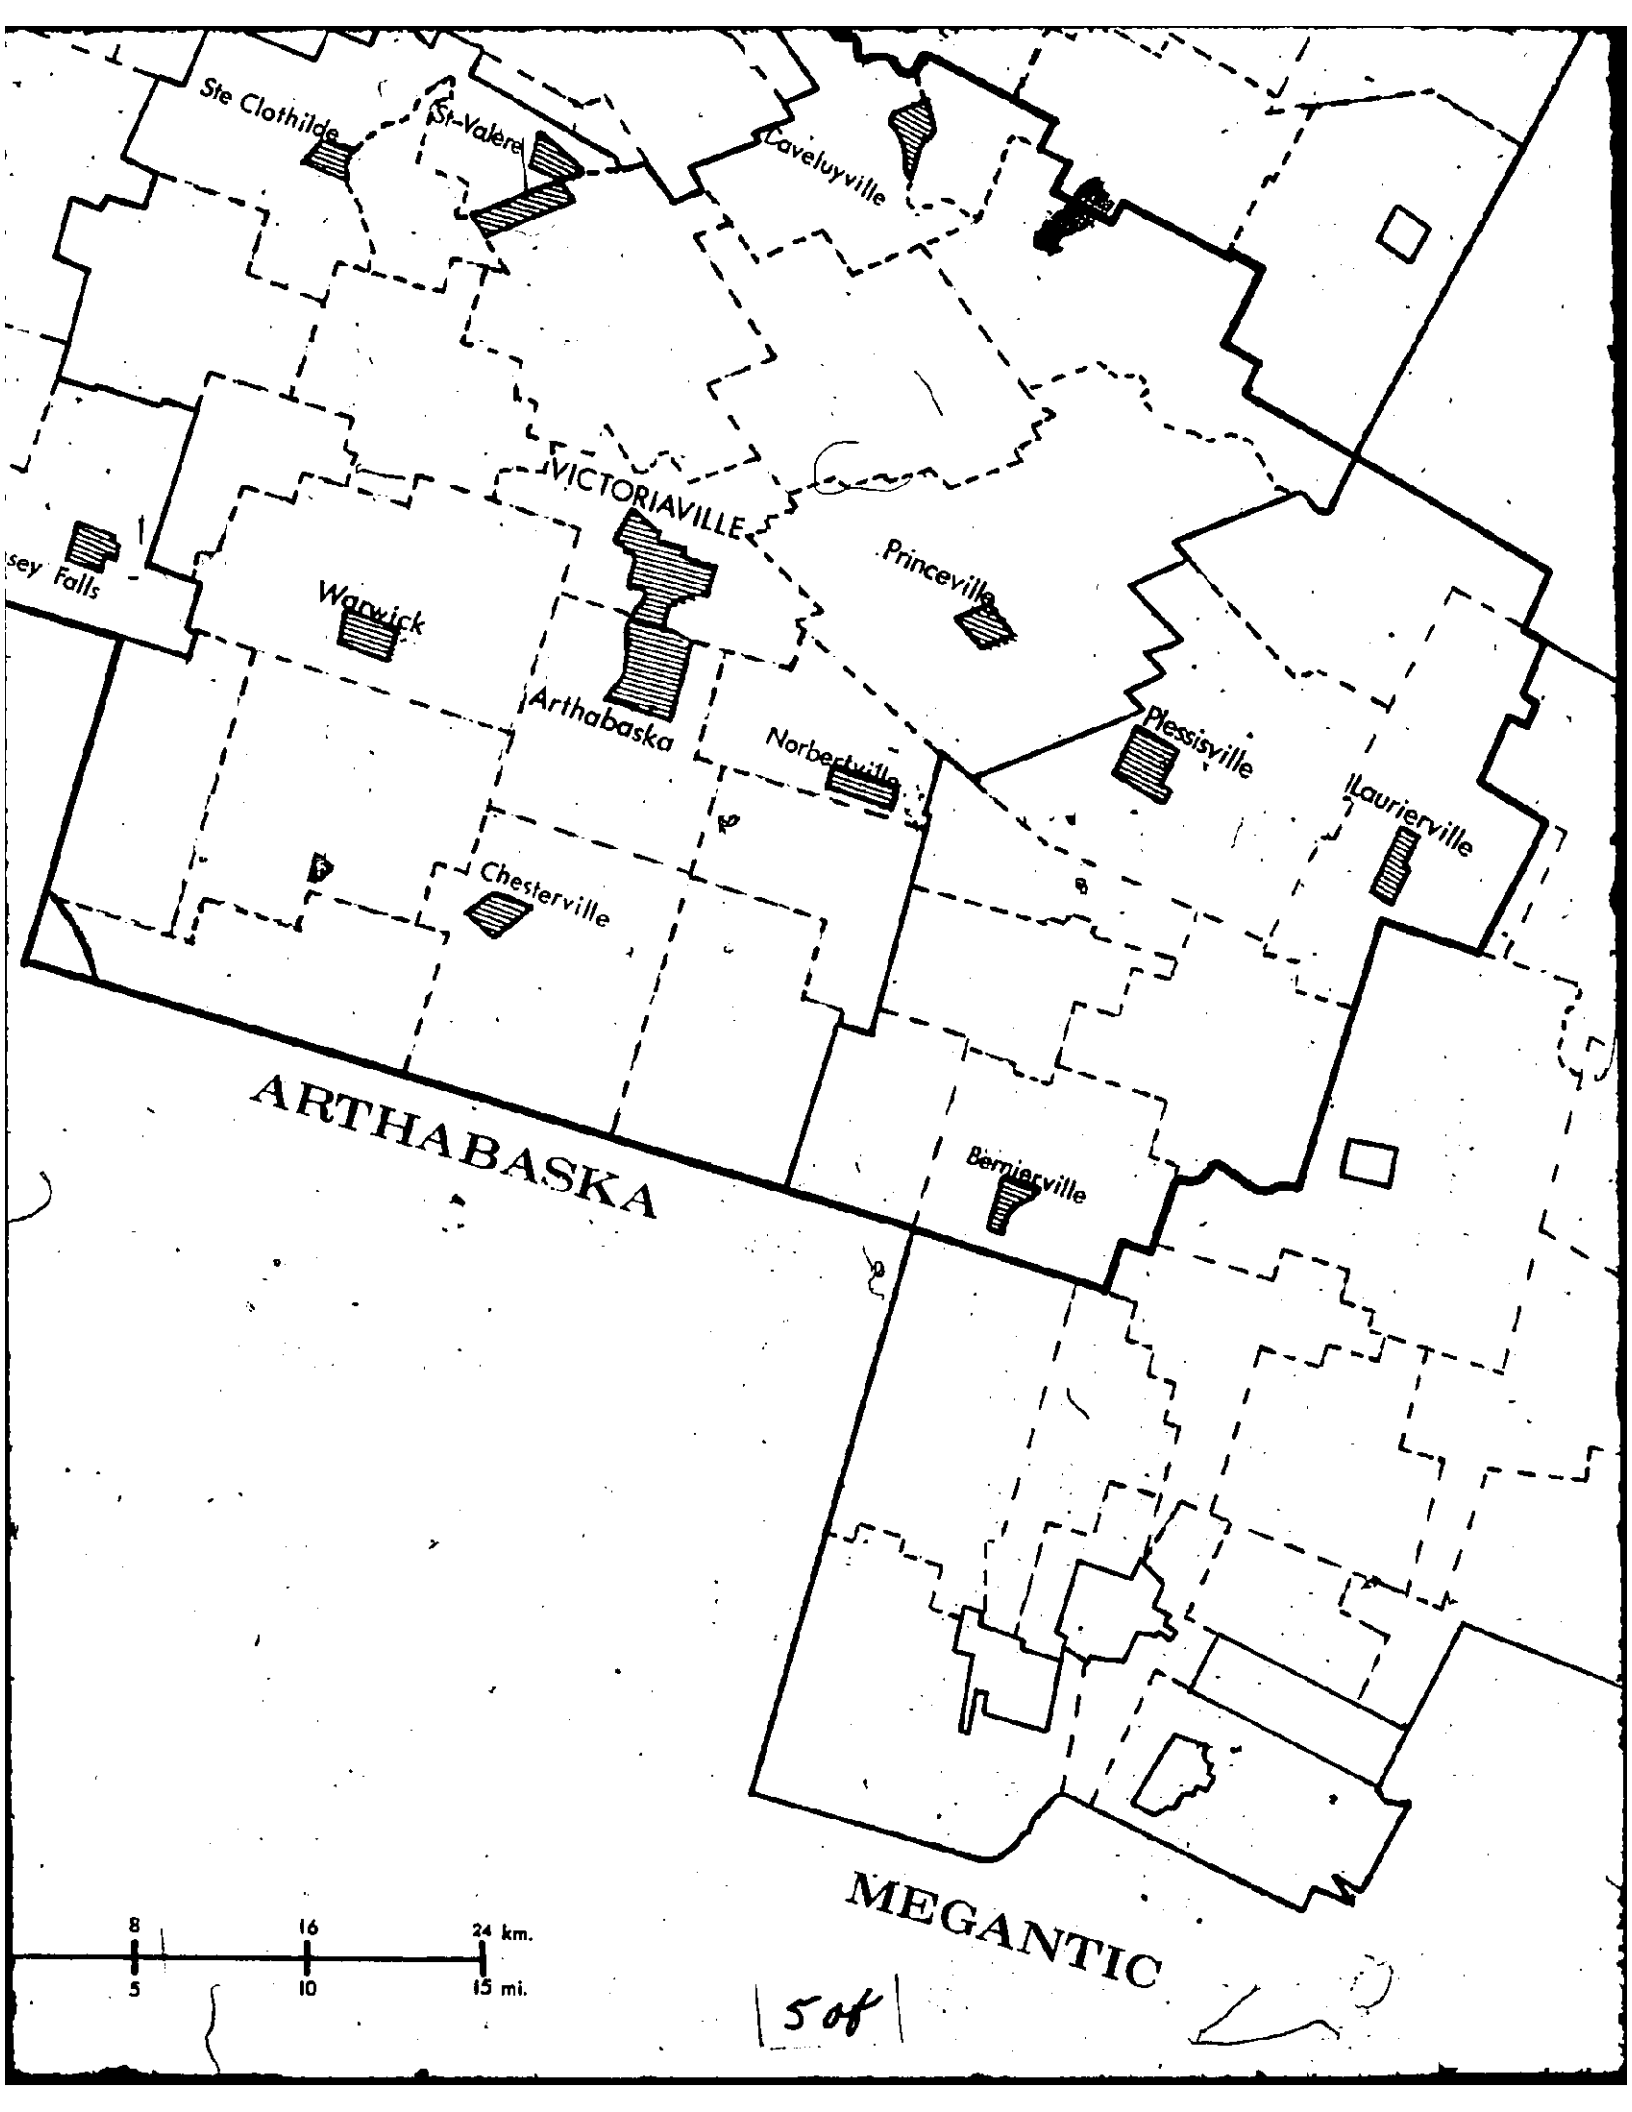 Ste Clothilde
St-Valère
Laveluyville
VICTORIAVILLE
Princeville
sey Falls
Warwick
Arthabaska
Norbertville
Plessisville
Laurierville
Chesterville
ARTHABASKA
Bernierville
MEGANTIC
8 16 24 km.
5 10 15 mi.
5 of